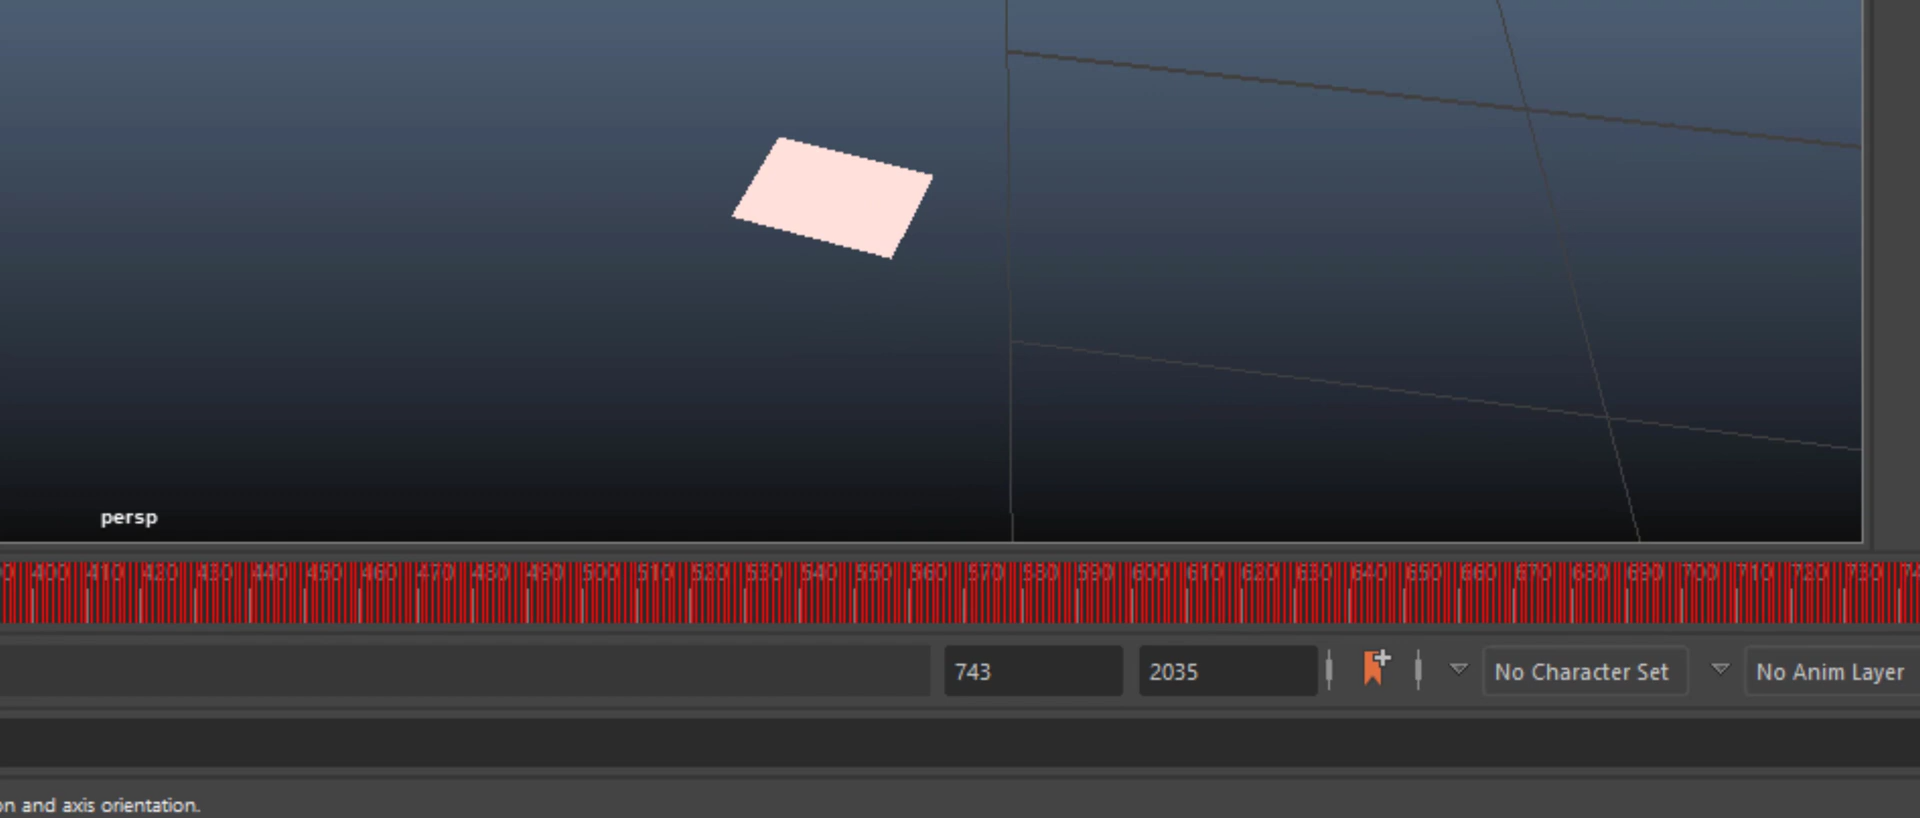 persp
400 410 420 430 440 450 460 470 480 490 500 510 520 530 540 550 560 570 580 590 600 610 620 630 640 650 660 670 680 690 700 710 720 730
743 2035 No Character Set No Anim Layer
and axis orientation.